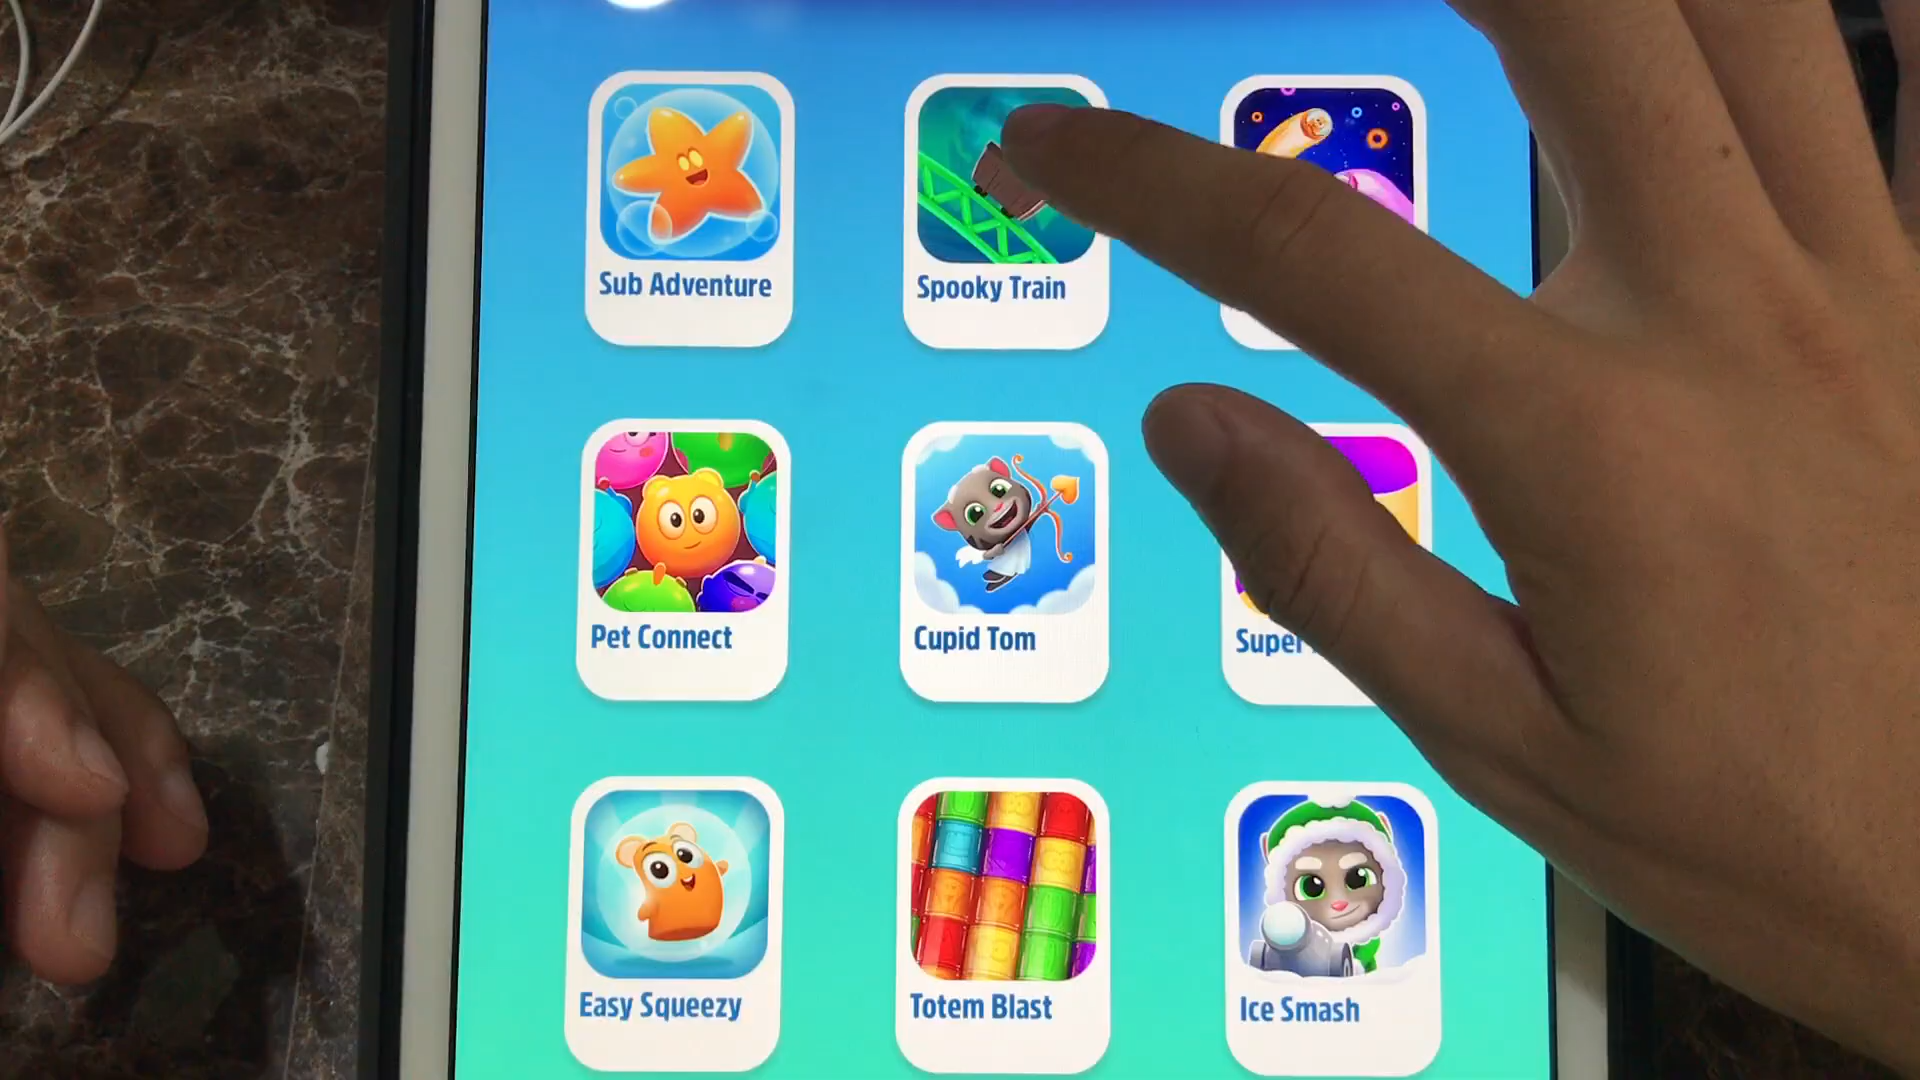 Sub Adventure
Spooky Train
Pet Connect
Cupid Tom
Super
Easy Squeezy
Totem Blast
Ice Smash